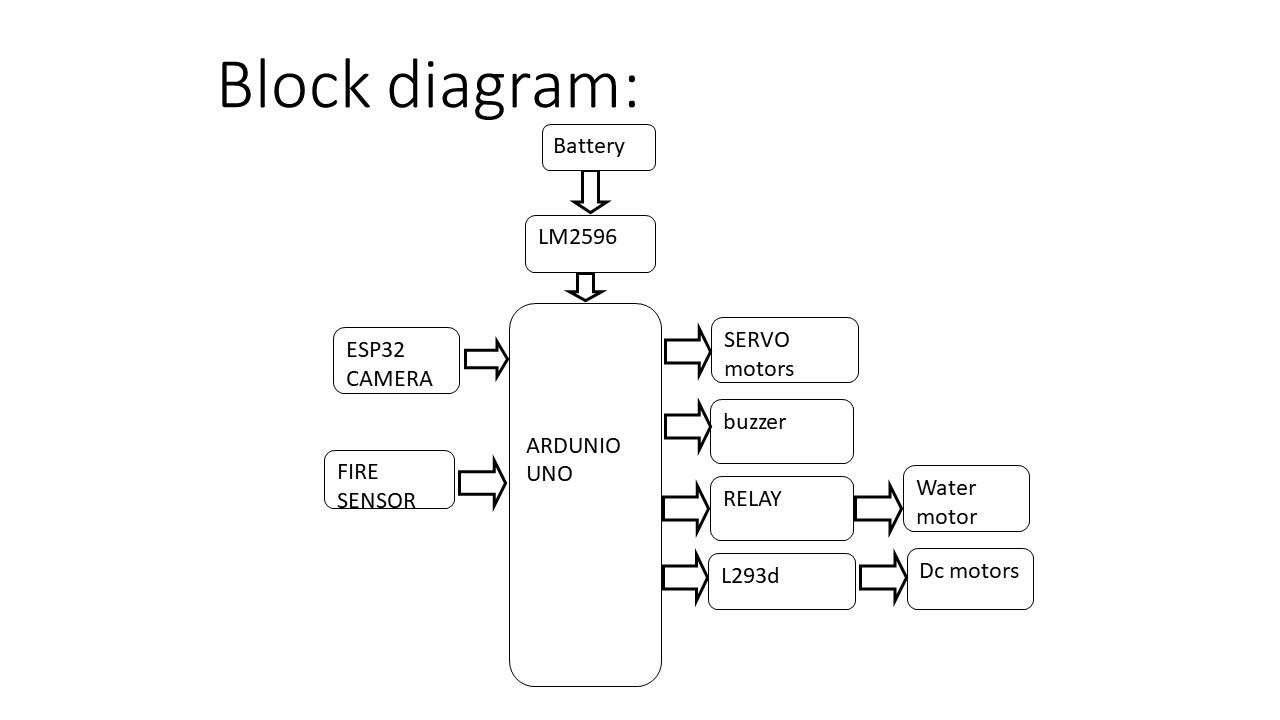 Block diagram:
Battery
LM2596
ESP32
CAMERA
FIRE
SENSOR
ARDUNIO
UNO
SERVO
motors
buzzer
RELAY
Water
motor
L293d
Dc motors